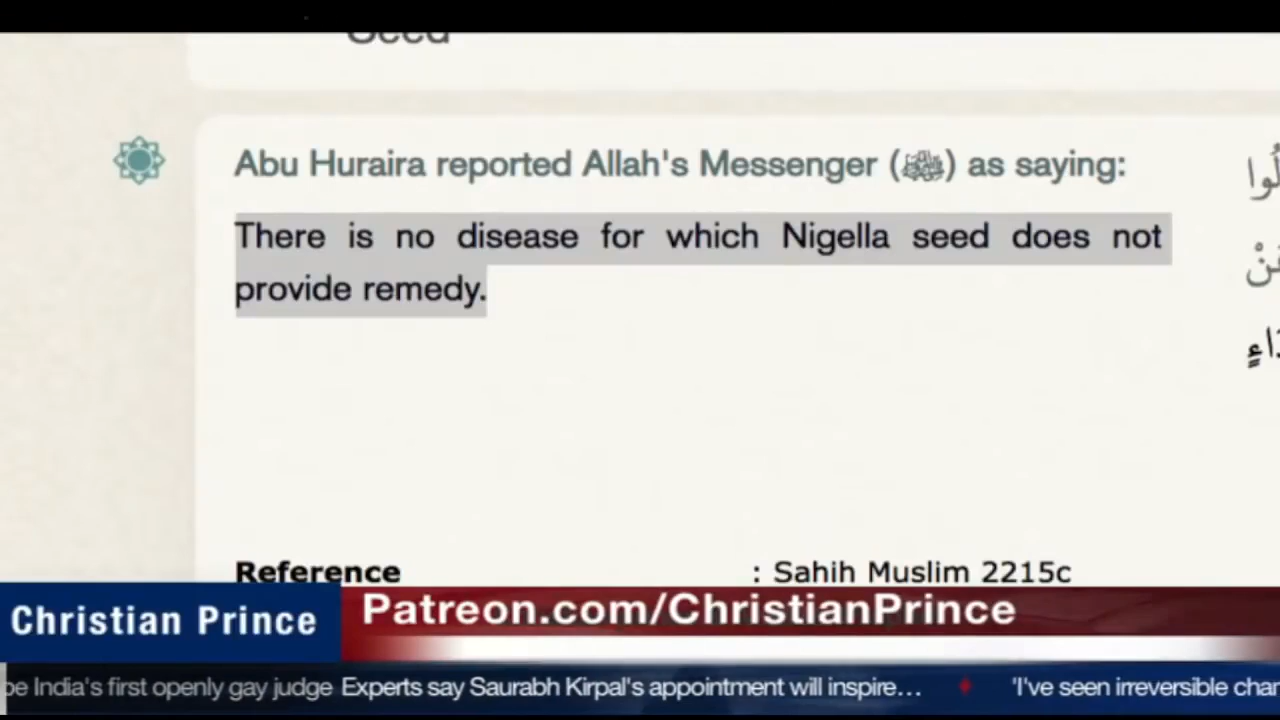 Seed
Abu Huraira reported Allah's Messenger (ﷺ) as saying:
There is no disease for which Nigella seed does not
provide remedy.
Reference : Sahih Muslim 2215c
Christian Prince
Patreon.com/ChristianPrince
India's first openly gay judge Experts say Saurabh Kirpal's appointment will inspire… 'I've seen irreversible